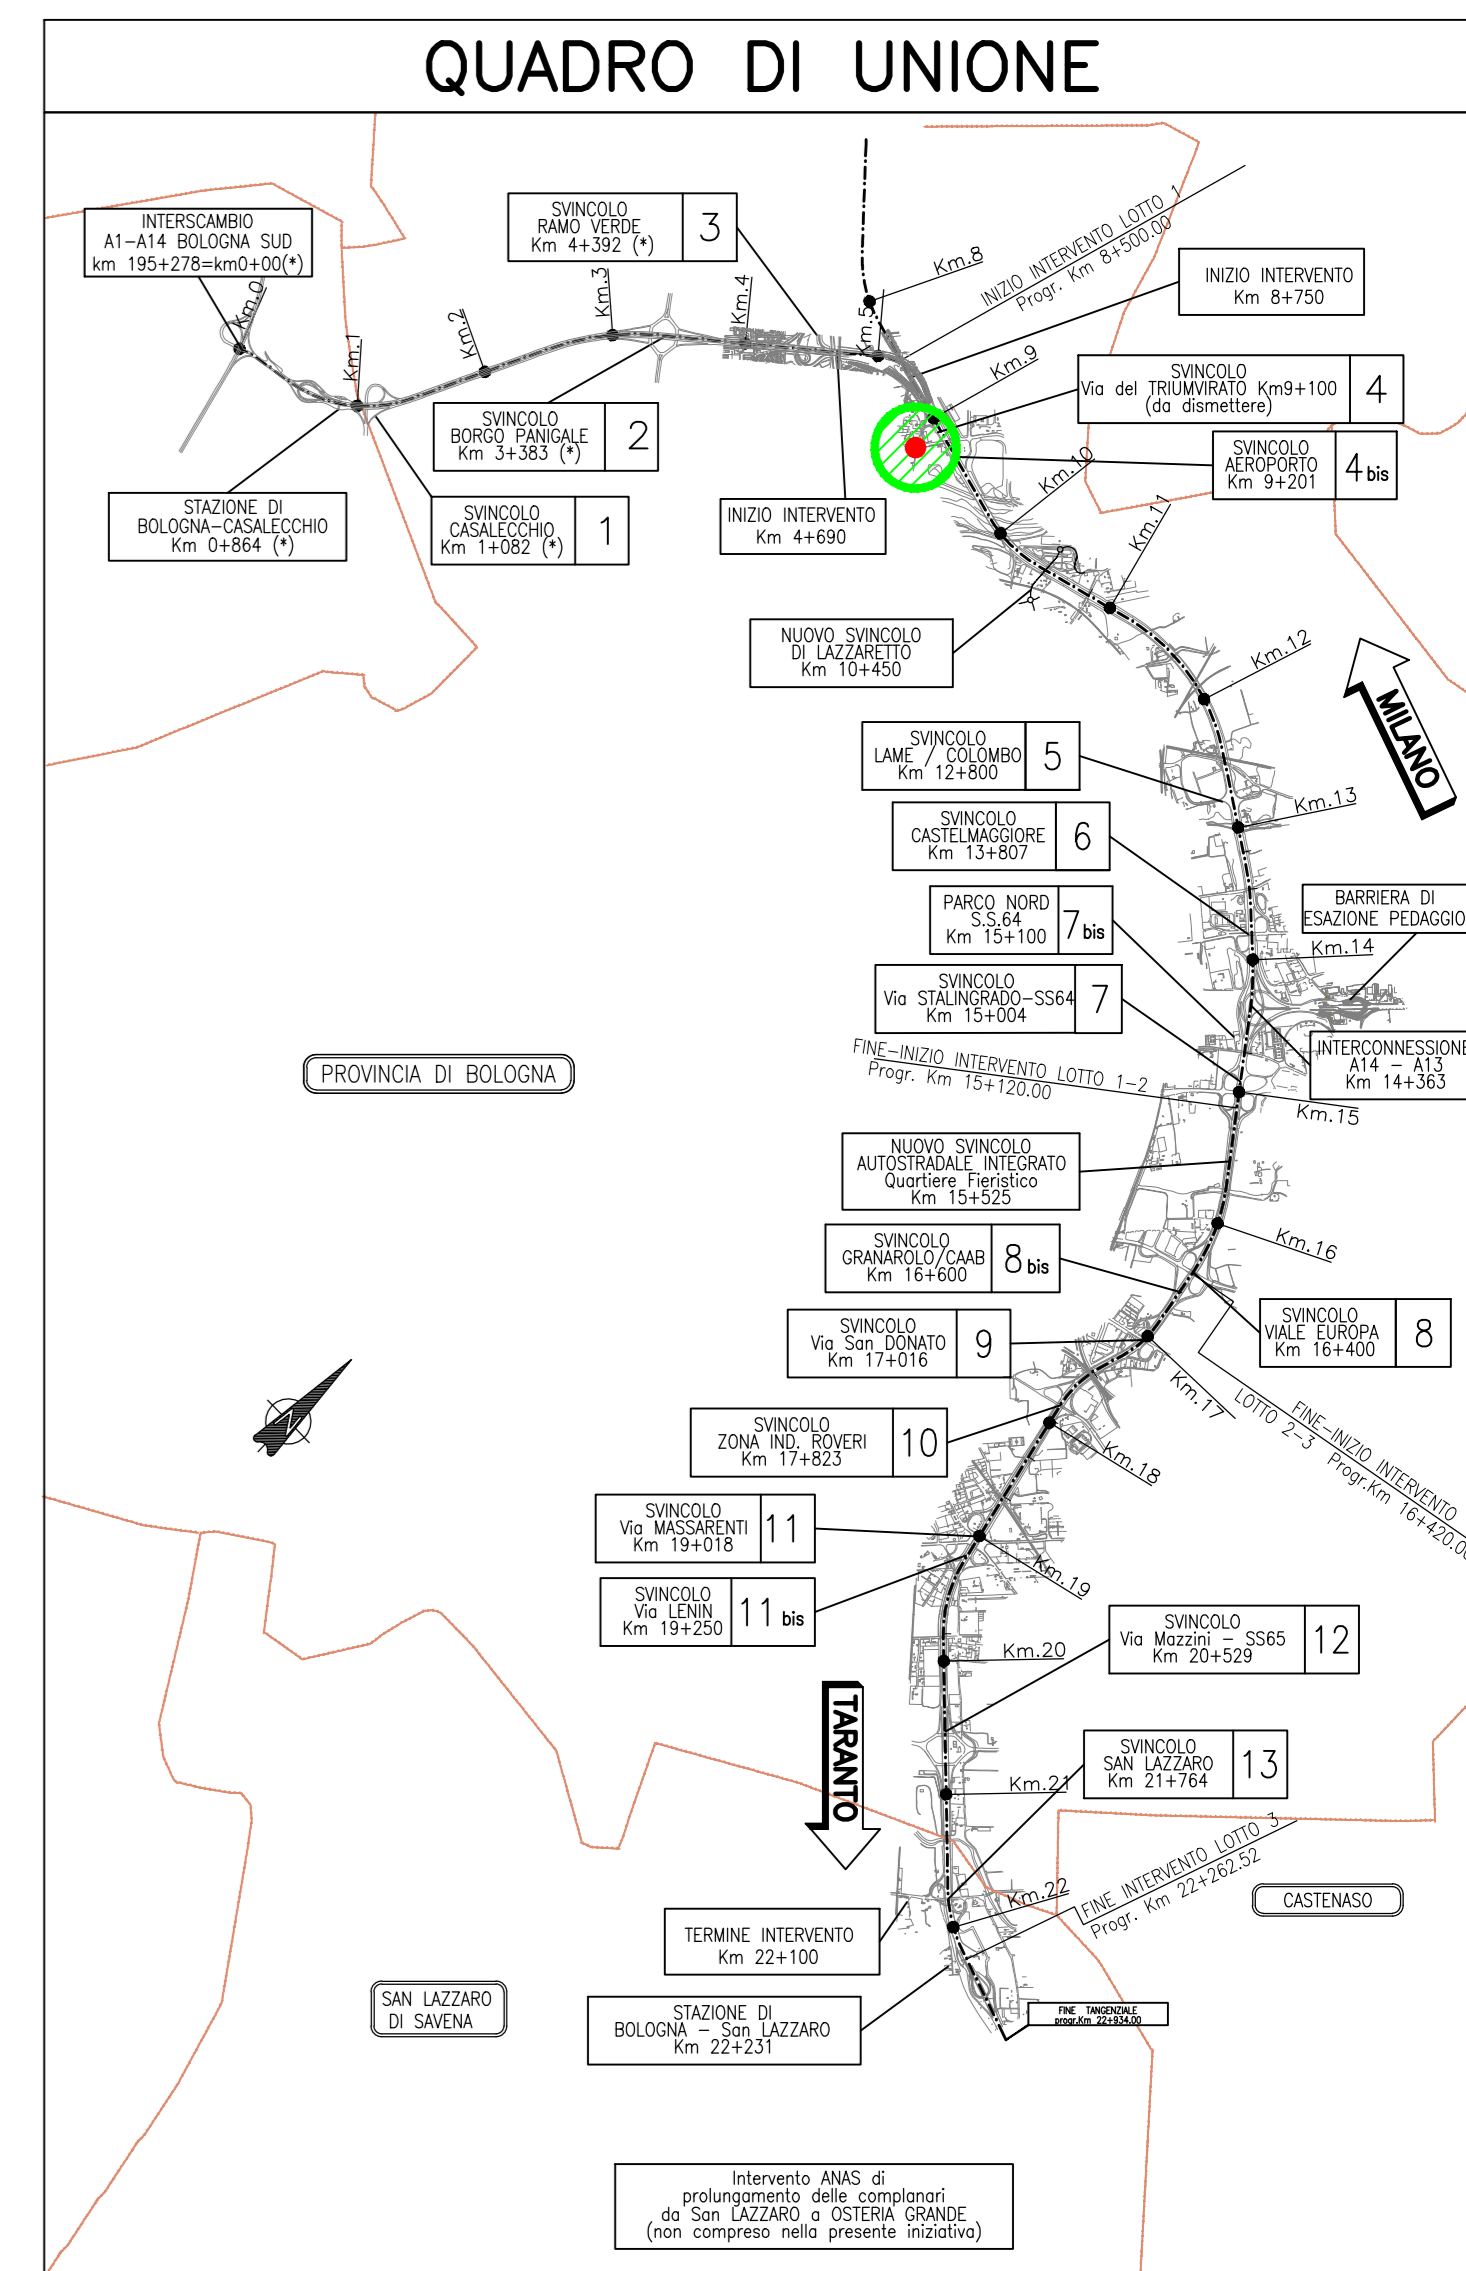 QUADRO DI UNIONE
INTERSCAMBIO
A1-A14 BOLOGNA SUD
km 195+278=km0+00(*)
SVINCOLO
RAMO VERDE
Km 4+392 (*)
3
INIZIO INTERVENTO LOTTO 1
Progr. Km 8+500.00
INIZIO INTERVENTO
Km 8+750
Km.0
Km.1
Km.2
Km.3
Km.4
Km.5
Km.8
Km.9
SVINCOLO
Via del TRIUMVIRATO Km9+100
(da dismettere)
4
SVINCOLO
BORGO PANIGALE
Km 3+383 (*)
2
SVINCOLO
AEROPORTO
Km 9+201
4 bis
STAZIONE DI
BOLOGNA-CASALECCHIO
Km 0+864 (*)
SVINCOLO
CASALECCHIO
Km 1+082 (*)
1
INIZIO INTERVENTO
Km 4+690
Km.10
Km.11
NUOVO SVINCOLO
DI LAZZARETTO
Km 10+450
Km.12
MILANO
SVINCOLO
LAME / COLOMBO
Km 12+800
5
Km.13
SVINCOLO
CASTELMAGGIORE
Km 13+807
6
PARCO NORD
S.S.64
Km 15+100
7 bis
BARRIERA DI
ESAZIONE PEDAGGIO
Km.14
SVINCOLO
Via STALINGRADO-SS64
Km 15+004
7
FINE-INIZIO INTERVENTO LOTTO 1-2
Progr. Km 15+120.00
INTERCONNESSIONE
A14 - A13
Km 14+363
PROVINCIA DI BOLOGNA
Km.15
NUOVO SVINCOLO
AUTOSTRADALE INTEGRATO
Quartiere Fieristico
Km 15+525
Km.16
SVINCOLO
GRANAROLO/CAAB
Km 16+600
8 bis
SVINCOLO
VIALE EUROPA
Km 16+400
8
SVINCOLO
Via San DONATO
Km 17+016
9
Km.17
FINE-INIZIO INTERVENTO
LOTTO 2-3 Progr.Km 16+420.00
N
SVINCOLO
ZONA IND. ROVERI
Km 17+823
10
Km.18
SVINCOLO
Via MASSARENTI
Km 19+018
11
Km.19
SVINCOLO
Via LENIN
Km 19+250
11 bis
SVINCOLO
Via Mazzini - SS65
Km 20+529
12
Km.20
TARANTO
SVINCOLO
SAN LAZZARO
Km 21+764
13
Km.21
FINE INTERVENTO LOTTO 3
Progr. Km 22+262.52
Km.22
CASTENASO
TERMINE INTERVENTO
Km 22+100
SAN LAZZARO
DI SAVENA
STAZIONE DI
BOLOGNA - San LAZZARO
Km 22+231
FINE TANGENZIALE
progr.Km 22+934.00
Intervento ANAS di
prolungamento delle complanari
da San LAZZARO a OSTERIA GRANDE
(non compreso nella presente iniziativa)